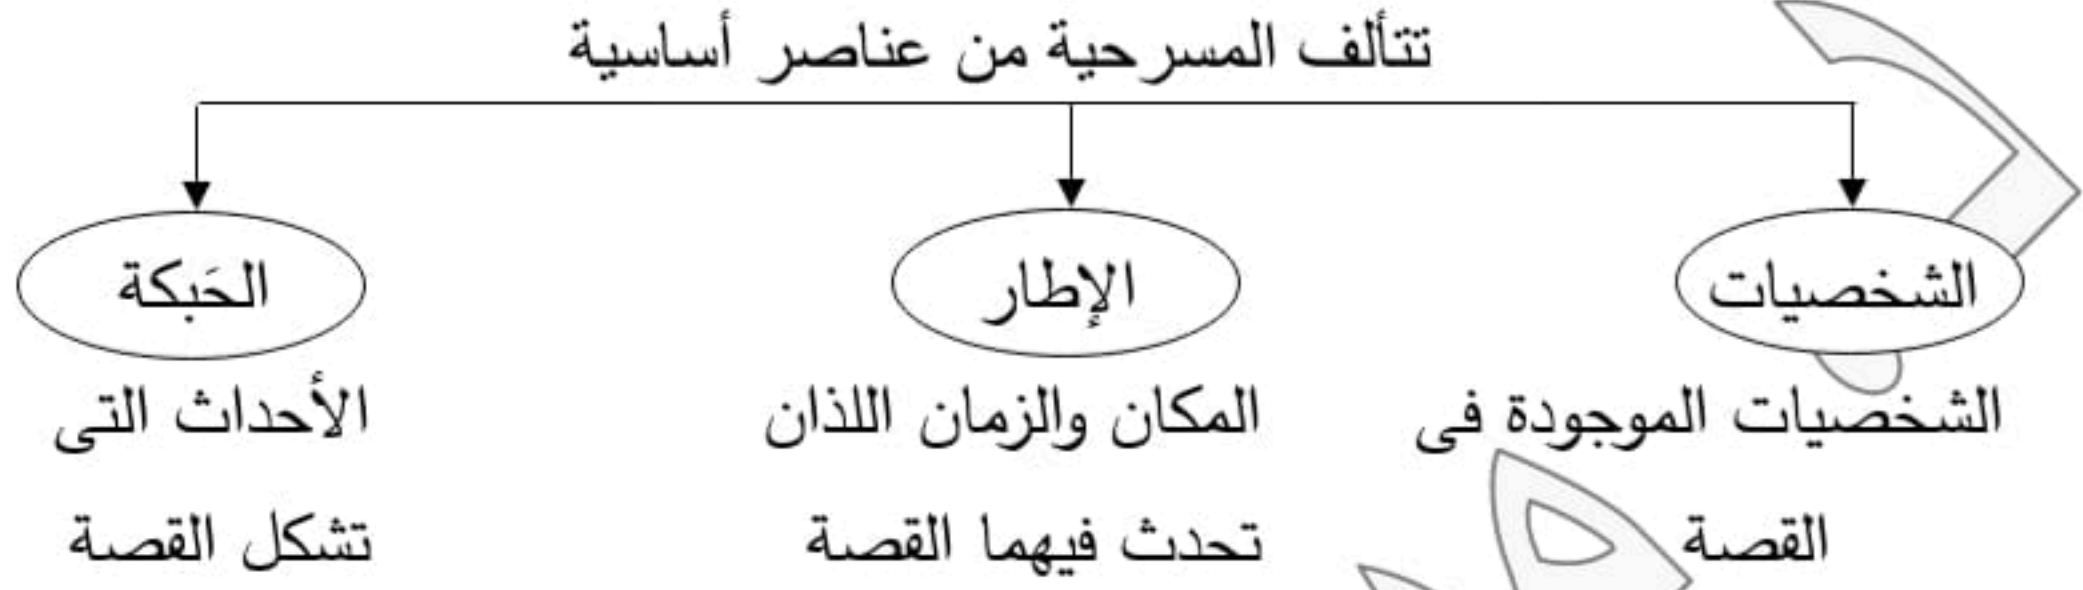 تتألف المسرحية من عناصر أساسية
الشخصيات
الشخصيات الموجودة فى
القصة
الإطار
المكان والزمان اللذان
تحدث فيهما القصة
الحَبكة
الأحداث التى
تشكل القصة